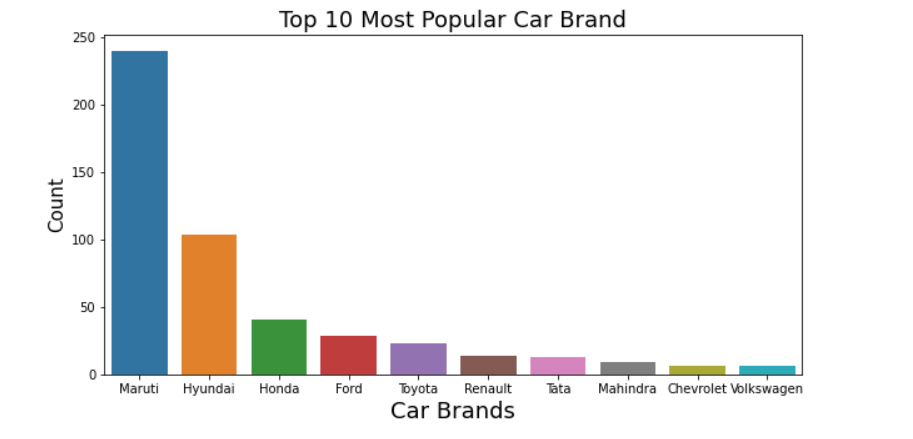 Top 10 Most Popular Car Brand
250
200
150
100
50
0
Count
Maruti Hyundai Honda Ford Toyota Renault Tata Mahindra Chevrolet Volkswagen
Car Brands